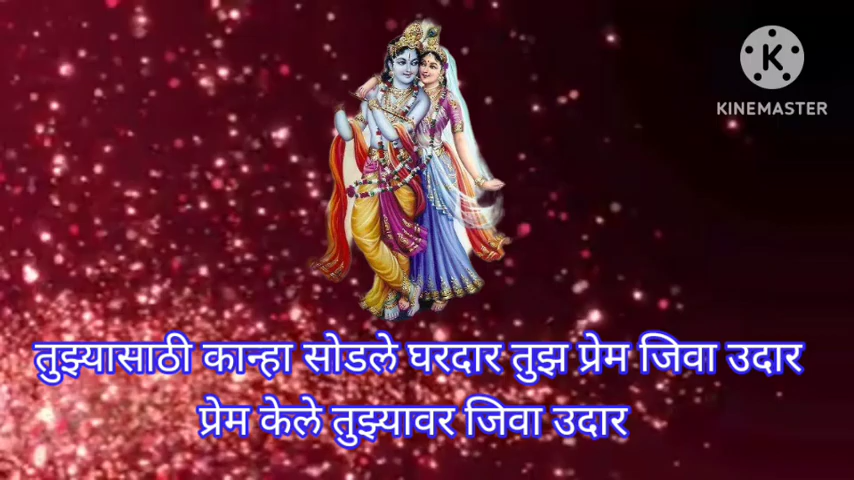 KINEMASTER
तुझ्यासाठी कान्हा सोडले घरदार तुझ प्रेम जिवा उदार
प्रेम केले तुझ्यावर जिवा उदार